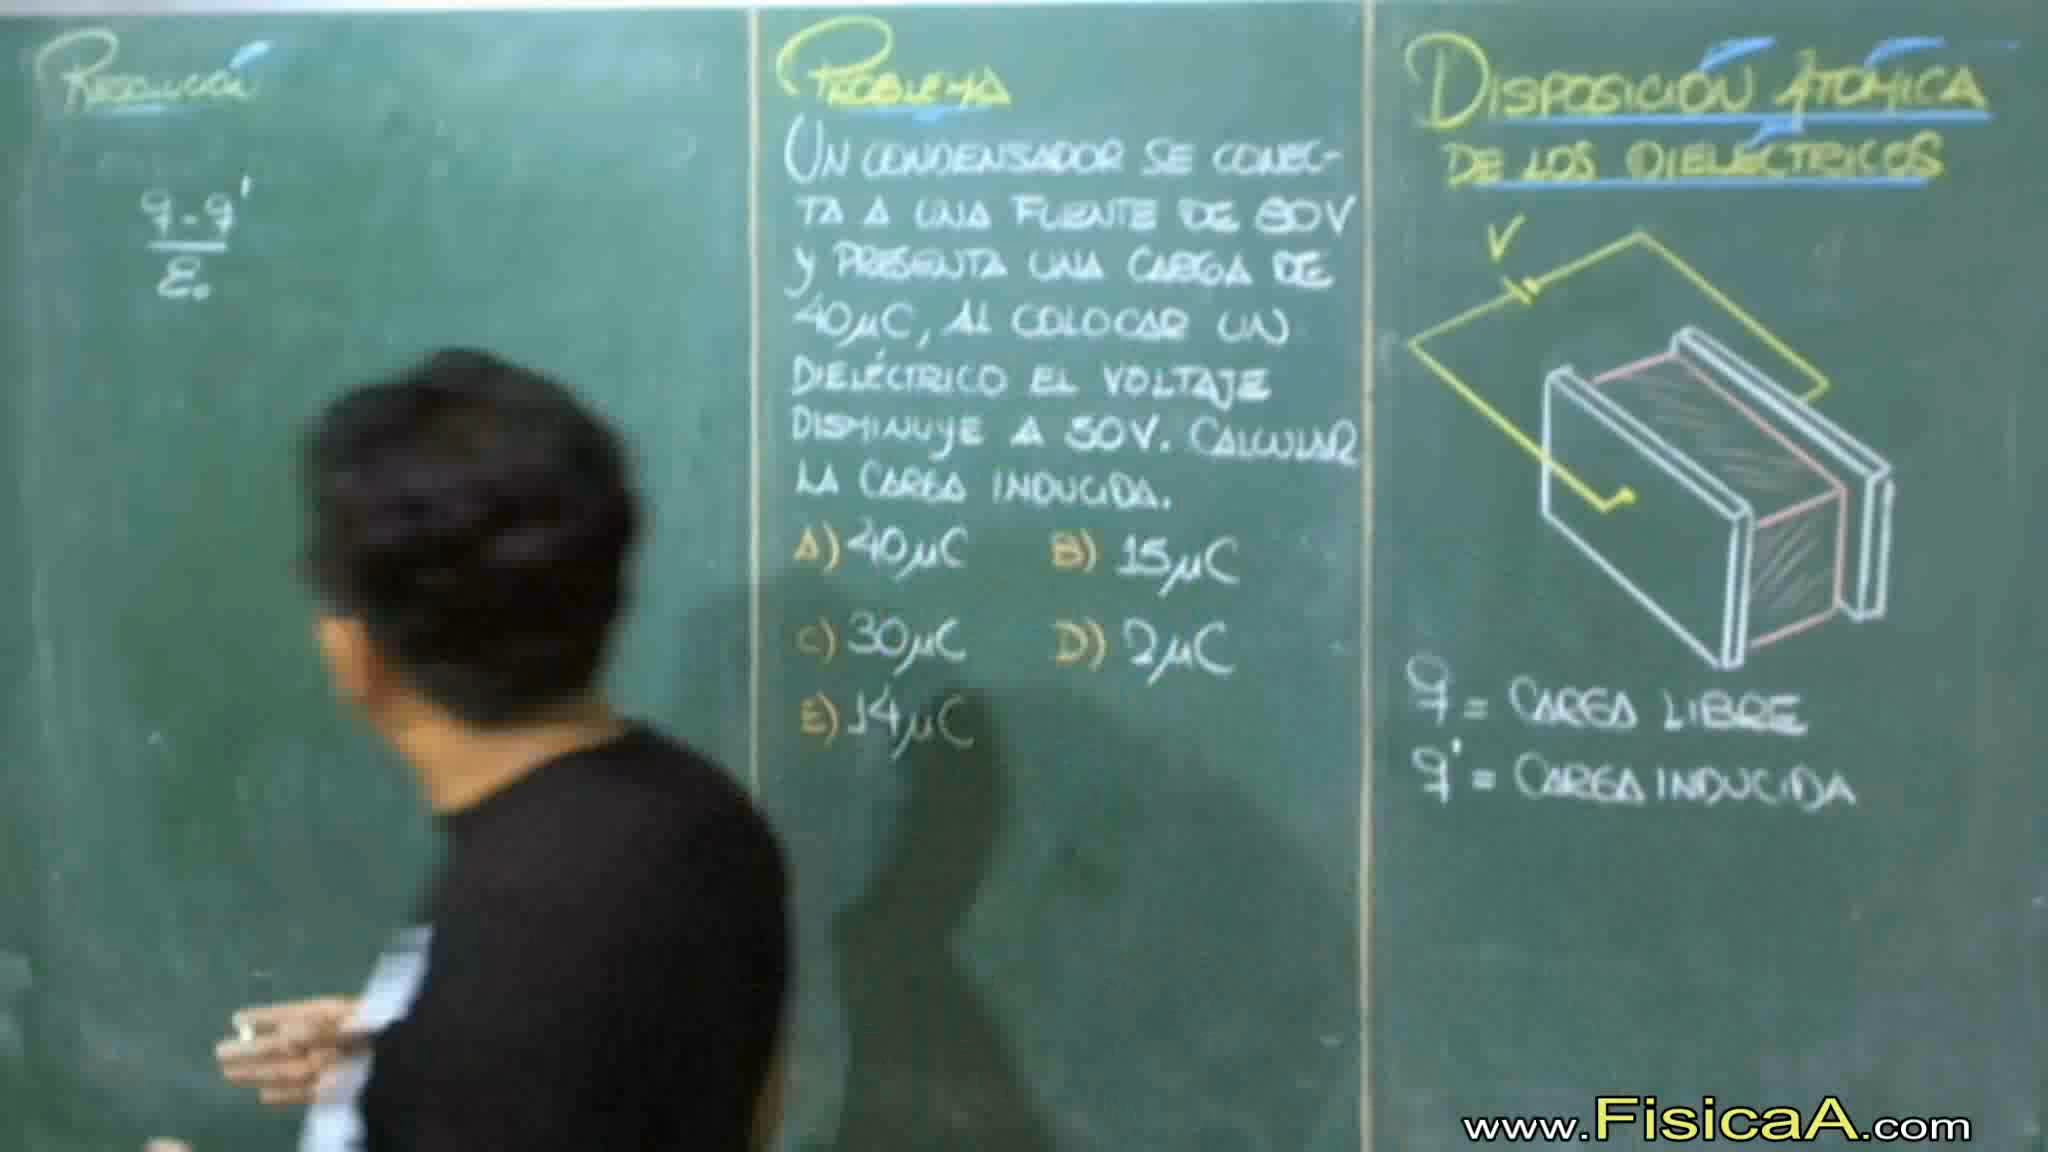 RESOLUCIÓN
q - q'
ε₀
PROBLEMA
UN CONDENSADOR SE CONEC-
TA A UNA FUENTE DE 80V
Y PRESENTA UNA CARGA DE
40μC, AL COLOCAR UN
DIELÉCTRICO EL VOLTAJE
DISMINUYE A 50V. CALCULAR
LA CARGA INDUCIDA.
A) 40μC B) 15μC
C) 30μC D) 2μC
E) 14μC
DISPOSICIÓN ATÓMICA
DE LOS DIELÉCTRICOS
V
q = CARGA LIBRE
q' = CARGA INDUCIDA
www.FisicaA.com